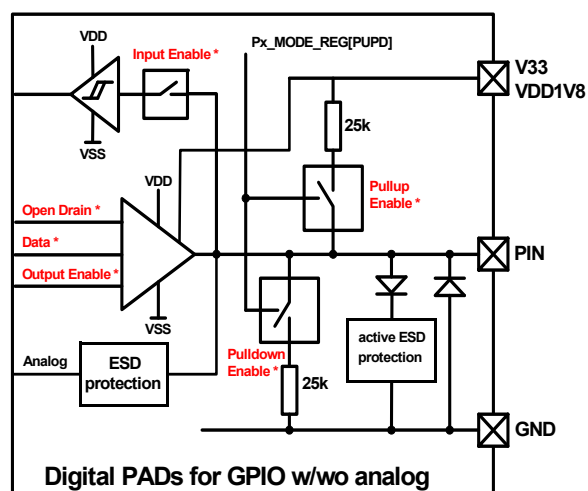 VDD
Input Enable *
Px_MODE_REG[PUPD]
V33
VDD1V8
25k
VSS
Pullup
Enable *
VDD
Open Drain *
Data *
PIN
Output Enable *
VSS
active ESD
protection
Analog
ESD
protection
Pulldown
Enable *
25k
GND
Digital PADs for GPIO w/wo analog